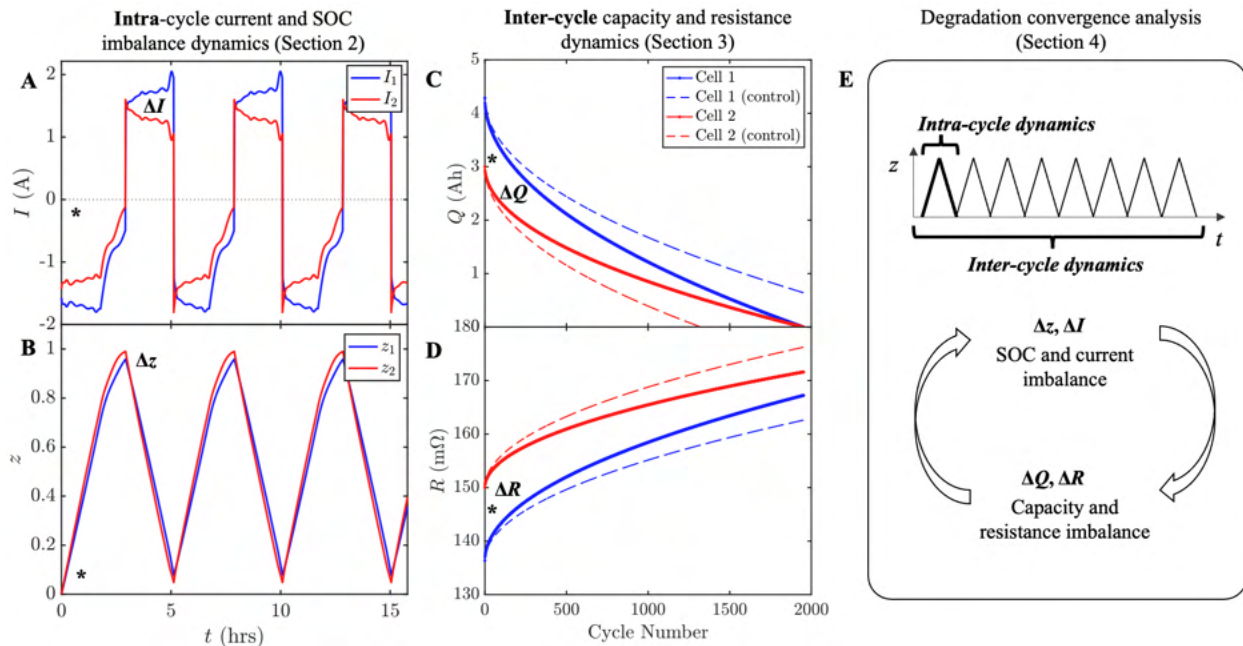 Intra-cycle current and SOC
imbalance dynamics (Section 2)
A
2
1
0
-1
-2
I (A)
I₁
I₂
ΔI
*
B
1
0.8
0.6
0.4
0.2
0
z
z₁
z₂
Δz
*
0
5
10
15
t (hrs)
Inter-cycle capacity and resistance
dynamics (Section 3)
C
5
4
3
2
1
Q (Ah)
Cell 1
Cell 1 (control)
Cell 2
Cell 2 (control)
*
ΔQ
D
180
170
160
150
140
130
R (mΩ)
ΔR
*
0
500
1000
1500
2000
Cycle Number
Degradation convergence analysis
(Section 4)
E
Intra-cycle dynamics
z
t
Inter-cycle dynamics
Δz, ΔI
SOC and current
imbalance
ΔQ, ΔR
Capacity and
resistance imbalance